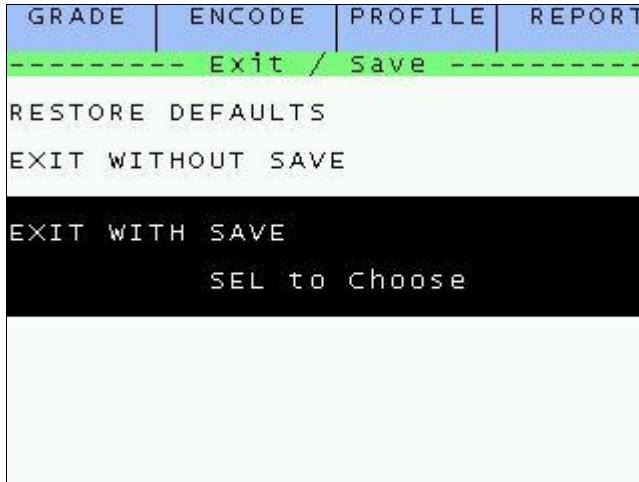 GRADE ENCODE PROFILE REPORT
--------- Exit / Save ---------
RESTORE DEFAULTS
EXIT WITHOUT SAVE
EXIT WITH SAVE
SEL to Choose